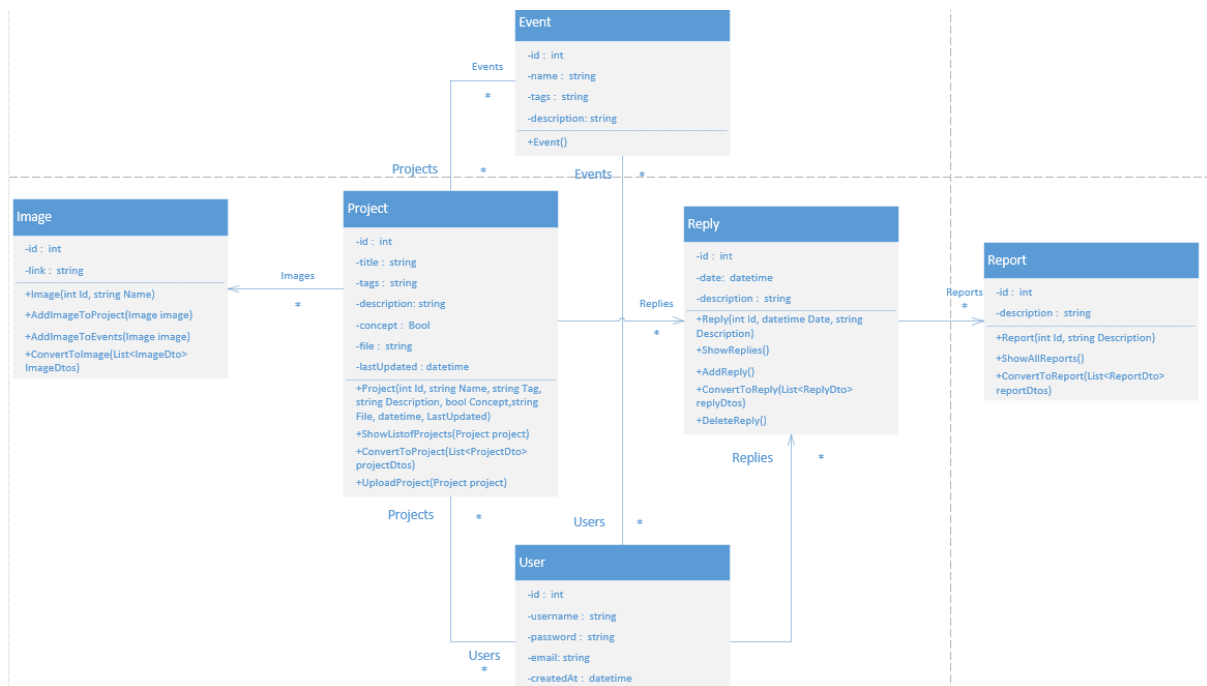 Event
-id : int
-name : string
-tags : string
-description: string
+Event()
Events
*
Projects
*
Events
*
Image
-id : int
-link : string
+Image(int Id, string Name)
+AddImageToProject(Image image)
+AddImageToEvents(Image image)
+ConvertToImage(List<ImageDto>
ImageDtos)
Images
*
Project
-id : int
-title : string
-tags : string
-description: string
-concept : Bool
-file : string
-lastUpdated : datetime
+Project(int Id, string Name, string Tag,
string Description, bool Concept,string
File, datetime, LastUpdated)
+ShowListofProjects(Project project)
+ConvertToProject(List<ProjectDto>
projectDtos)
+UploadProject(Project project)
Replies
*
Reply
-id : int
-date: datetime
-description : string
+Reply(int Id, datetime Date, string
Description)
+ShowReplies()
+AddReply()
+ConvertToReply(List<ReplyDto>
replyDtos)
+DeleteReply()
Reports
*
Report
-id : int
-description : string
+Report(int Id, string Description)
+ShowAllReports()
+ConvertToReport(List<ReportDto>
reportDtos)
Replies
*
Projects
*
Users
*
User
-id : int
-username : string
-password : string
-email: string
-createdAt : datetime
Users
*